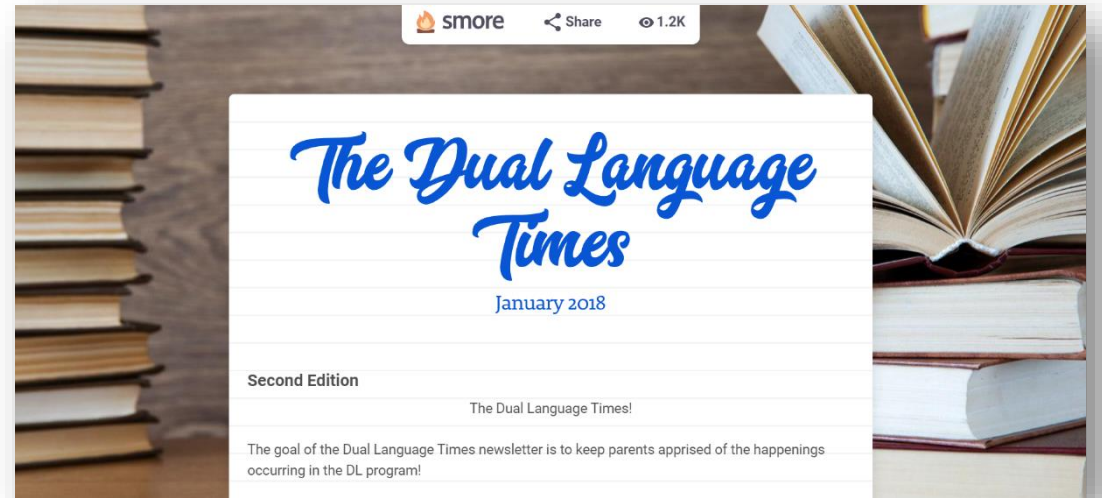 smore Share 1.2K
The Dual Language
Times
January 2018
Second Edition
The Dual Language Times!
The goal of the Dual Language Times newsletter is to keep parents apprised of the happenings
occurring in the DL program!